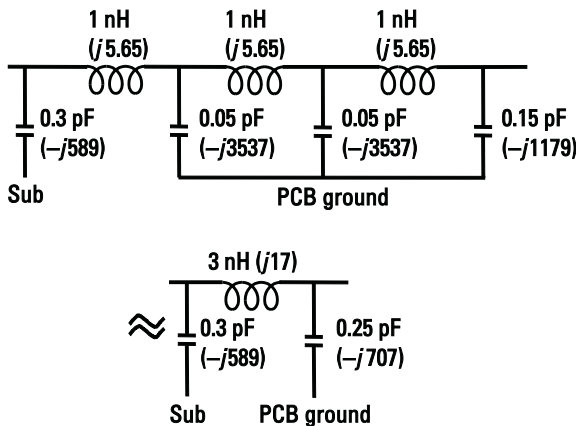 1 nH 1 nH 1 nH
(j 5.65) (j 5.65) (j 5.65)
0.3 pF 0.05 pF 0.05 pF 0.15 pF
(–j589) (–j3537) (–j3537) (–j1179)
Sub PCB ground
3 nH (j17)
≈ 0.3 pF 0.25 pF
(–j589) (–j707)
Sub PCB ground